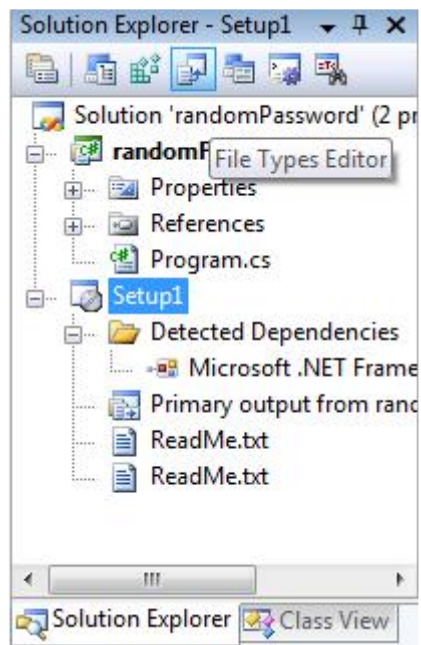 Solution Explorer - Setup1
Solution 'randomPassword' (2 pr
randomF
File Types Editor
Properties
References
Program.cs
Setup1
Detected Dependencies
Microsoft .NET Frame
Primary output from rand
ReadMe.txt
ReadMe.txt
Solution Explorer Class View